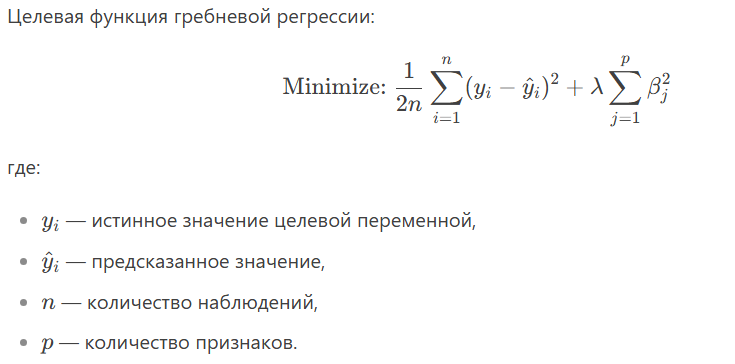 Целевая функция гребневой регрессии:
Minimize: \frac{1}{2n} \sum_{i=1}^{n} (y_i - \hat{y}_i)^2 + \lambda \sum_{j=1}^{p} \beta_j^2
где:
• y_i — истинное значение целевой переменной,
• \hat{y}_i — предсказанное значение,
• n — количество наблюдений,
• p — количество признаков.